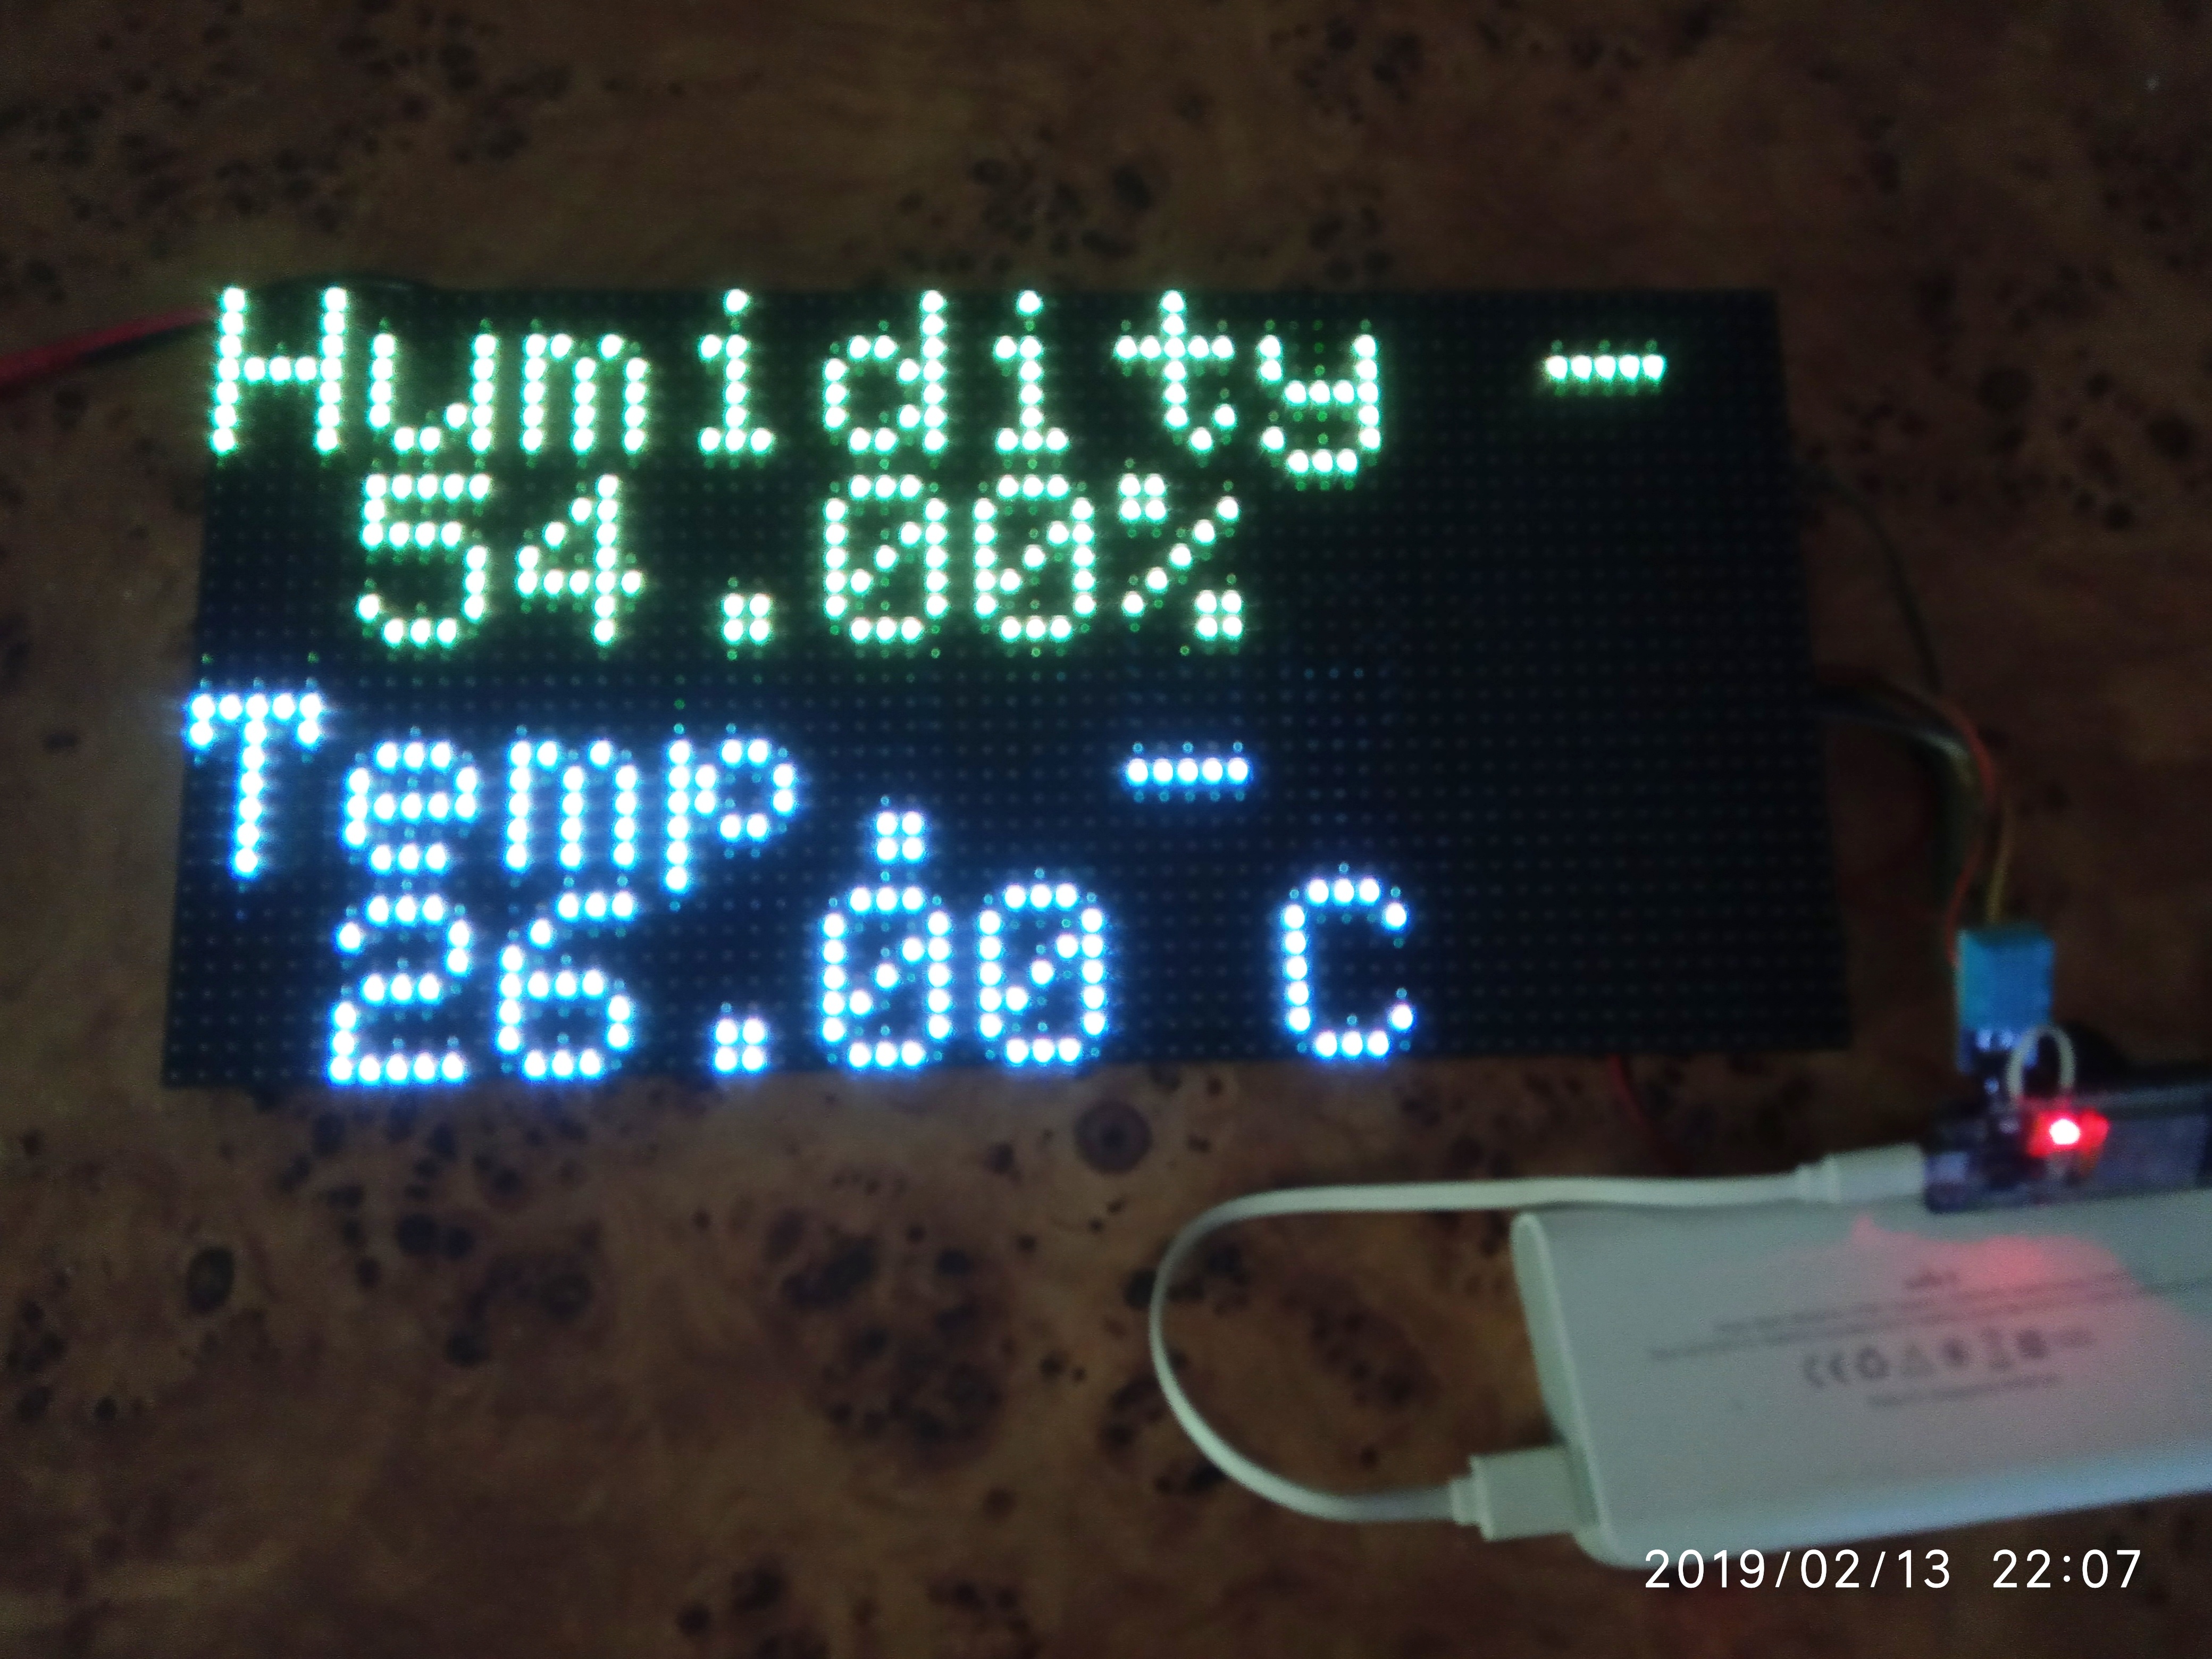 Humidity -
54.00%
Temp. -
26.00 C
2019/02/13 22:07